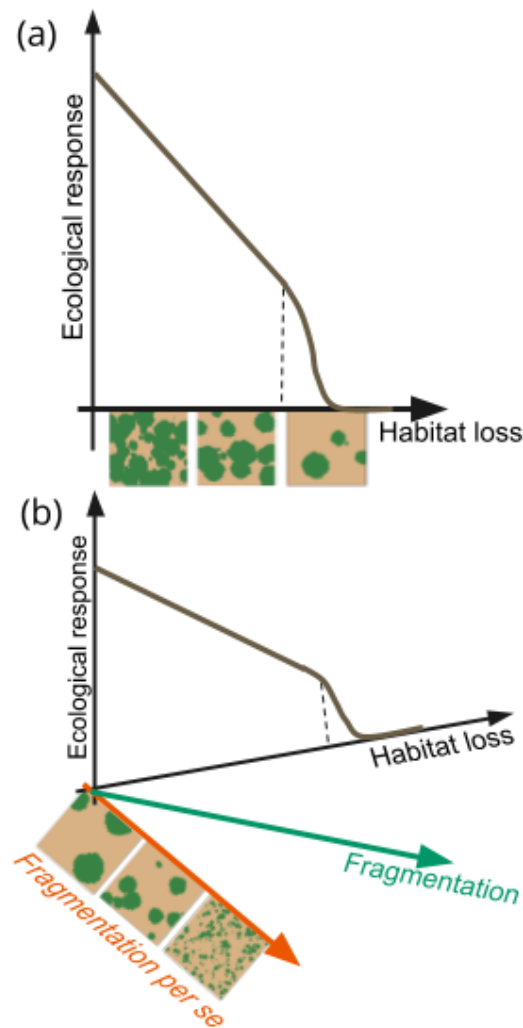 (a)
Ecological response
Habitat loss
(b)
Ecological response
Habitat loss
Fragmentation
Fragmentation per se